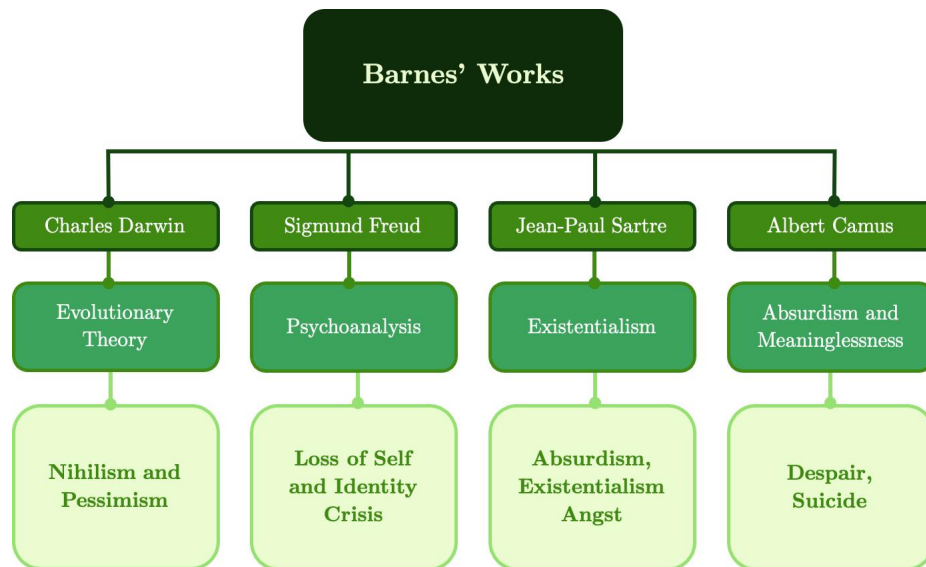 Barnes’ Works
Charles Darwin
Sigmund Freud
Jean-Paul Sartre
Albert Camus
Evolutionary
Theory
Psychoanalysis
Existentialism
Absurdism and
Meaninglessness
Nihilism and
Pessimism
Loss of Self
and Identity
Crisis
Absurdism,
Existentialism
Angst
Despair,
Suicide